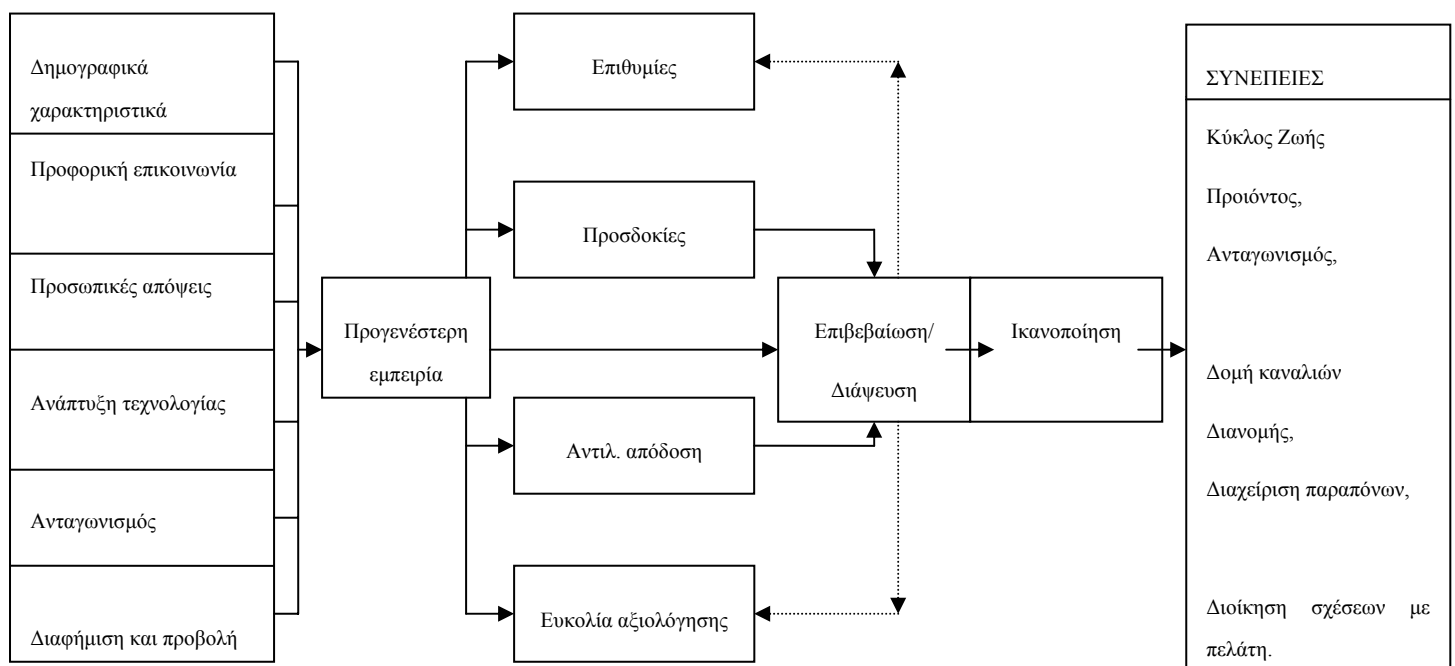 Δημογραφικά
χαρακτηριστικά
Προφορική επικοινωνία
Προσωπικές απόψεις
Ανάπτυξη τεχνολογίας
Ανταγωνισμός
Διαφήμιση και προβολή
Προγενέστερη
εμπειρία
Επιθυμίες
Προσδοκίες
Αντιλ. απόδοση
Ευκολία αξιολόγησης
Επιβεβαίωση/
Διάψευση
Ικανοποίηση
ΣΥΝΕΠΕΙΕΣ
Κύκλος Ζωής
Προιόντος,
Ανταγωνισμός,
Δομή καναλιών
Διανομής,
Διαχείριση παραπόνων,
Διοίκηση σχέσεων με
πελάτη.